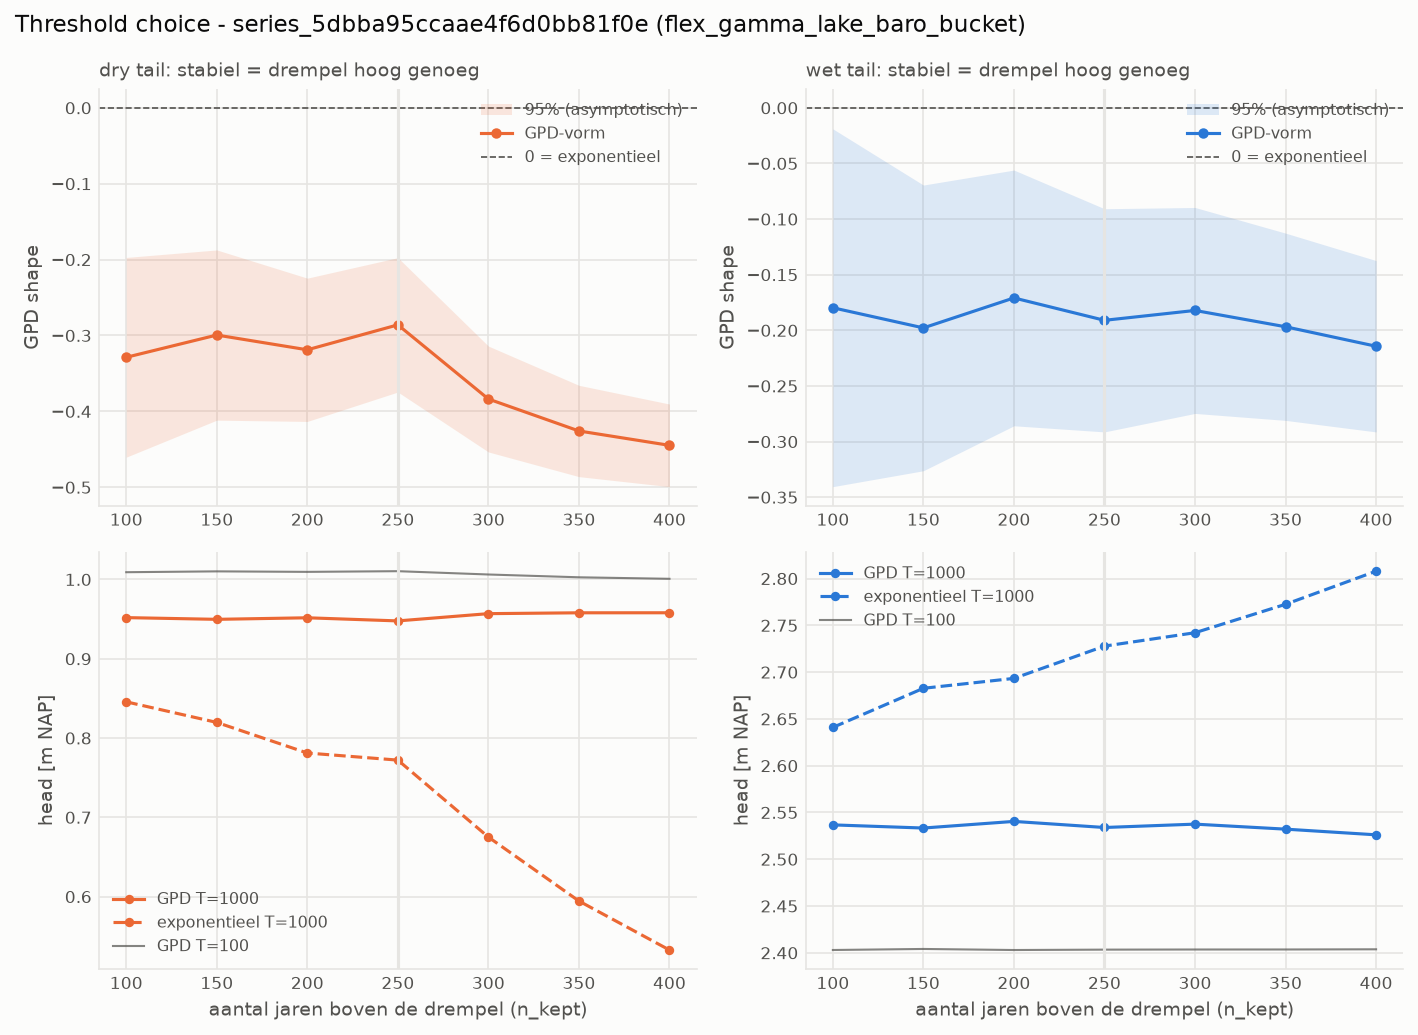 Threshold choice - series_5dbba95ccaae4f6d0bb81f0e (flex_gamma_lake_baro_bucket)
dry tail: stabiel = drempel hoog genoeg
GPD shape
0.0
−0.1
−0.2
−0.3
−0.4
−0.5
95% (asymptotisch)
GPD-vorm
0 = exponentieel
100 150 200 250 300 350 400
wet tail: stabiel = drempel hoog genoeg
GPD shape
0.00
−0.05
−0.10
−0.15
−0.20
−0.25
−0.30
−0.35
95% (asymptotisch)
GPD-vorm
0 = exponentieel
100 150 200 250 300 350 400
head [m NAP]
1.0
0.9
0.8
0.7
0.6
GPD T=1000
exponentieel T=1000
GPD T=100
100 150 200 250 300 350 400
aantal jaren boven de drempel (n_kept)
head [m NAP]
2.80
2.75
2.70
2.65
2.60
2.55
2.50
2.45
2.40
GPD T=1000
exponentieel T=1000
GPD T=100
100 150 200 250 300 350 400
aantal jaren boven de drempel (n_kept)